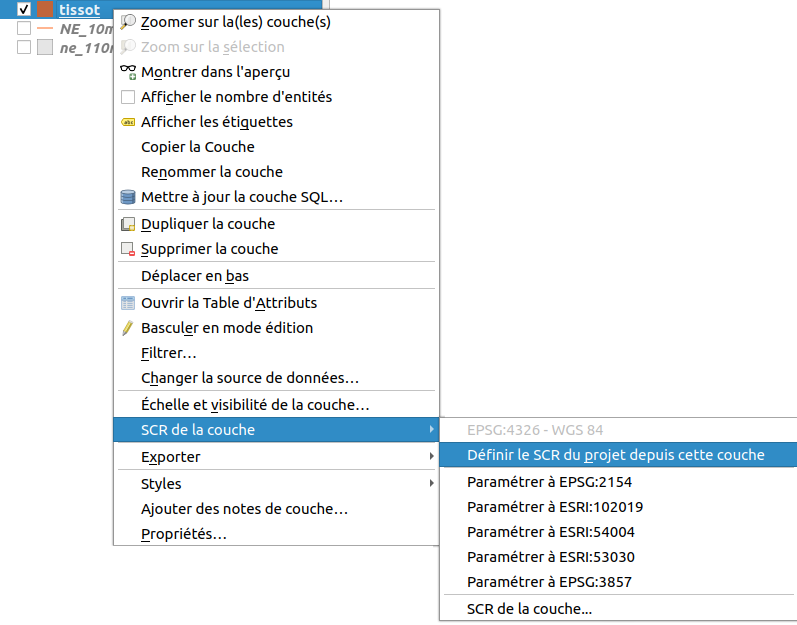 tissot
NE_10m
ne_110m
Zoomer sur la(les) couche(s)
Zoom sur la sélection
Montrer dans l'aperçu
Afficher le nombre d'entités
abc
Afficher les étiquettes
Copier la Couche
Renommer la couche
Mettre à jour la couche SQL…
Dupliquer la couche
Supprimer la couche
Déplacer en bas
Ouvrir la Table d'Attributs
Basculer en mode édition
Filtrer…
Changer la source de données…
Échelle et visibilité de la couche…
SCR de la couche
Exporter
Styles
Ajouter des notes de couche…
Propriétés…
EPSG:4326 - WGS 84
Définir le SCR du projet depuis cette couche
Paramétrer à EPSG:2154
Paramétrer à ESRI:102019
Paramétrer à ESRI:54004
Paramétrer à ESRI:53030
Paramétrer à EPSG:3857
SCR de la couche...